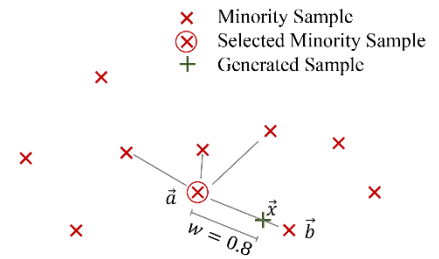 Minority Sample
Selected Minority Sample
Generated Sample
a⃗
x⃗
b⃗
w = 0.8